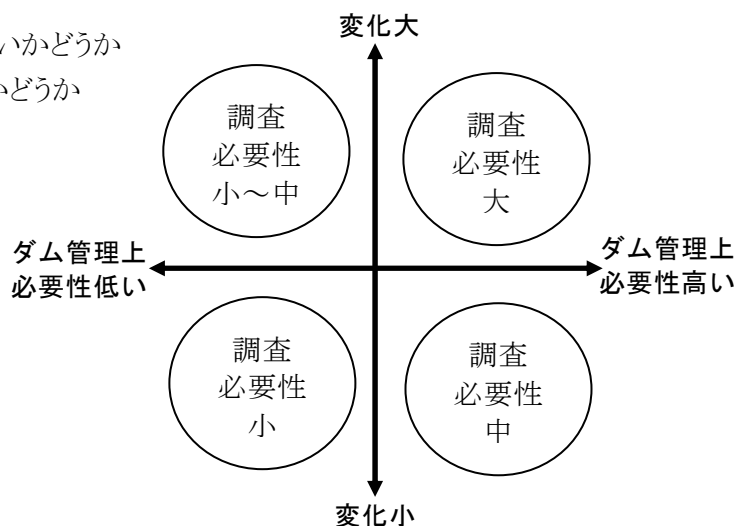 変化大
いかどうか
かどうか
調査
必要性
小～中
調査
必要性
大
ダム管理上
必要性低い
ダム管理上
必要性高い
調査
必要性
小
調査
必要性
中
変化小